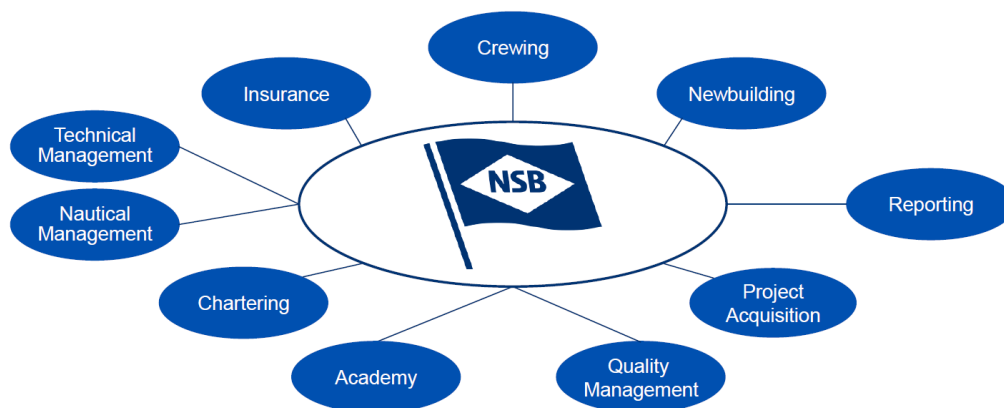 Crewing
Insurance
Newbuilding
Technical
Management
NSB
Nautical
Management
Reporting
Chartering
Project
Acquisition
Academy
Quality
Management